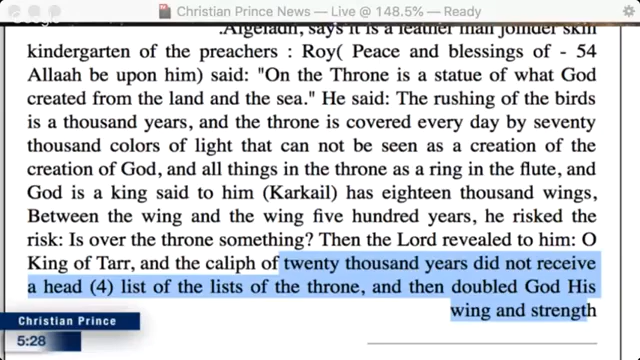 Christian Prince News — Live @ 148.5% — Ready
.Algeladn, says it is a leather man joinder skin
kindergarten of the preachers : Roy( Peace and blessings of - 54
Allaah be upon him) said: "On the Throne is a statue of what God
created from the land and the sea." He said: The rushing of the birds
is a thousand years, and the throne is covered every day by seventy
thousand colors of light that can not be seen as a creation of the
creation of God, and all things in the throne as a ring in the flute, and
God is a king said to him (Karkail) has eighteen thousand wings,
Between the wing and the wing five hundred years, he risked the
risk: Is over the throne something? Then the Lord revealed to him: O
King of Tarr, and the caliph of twenty thousand years did not receive
a head (4) list of the lists of the throne, and then doubled God His
wing and strength
Christian Prince
5:28